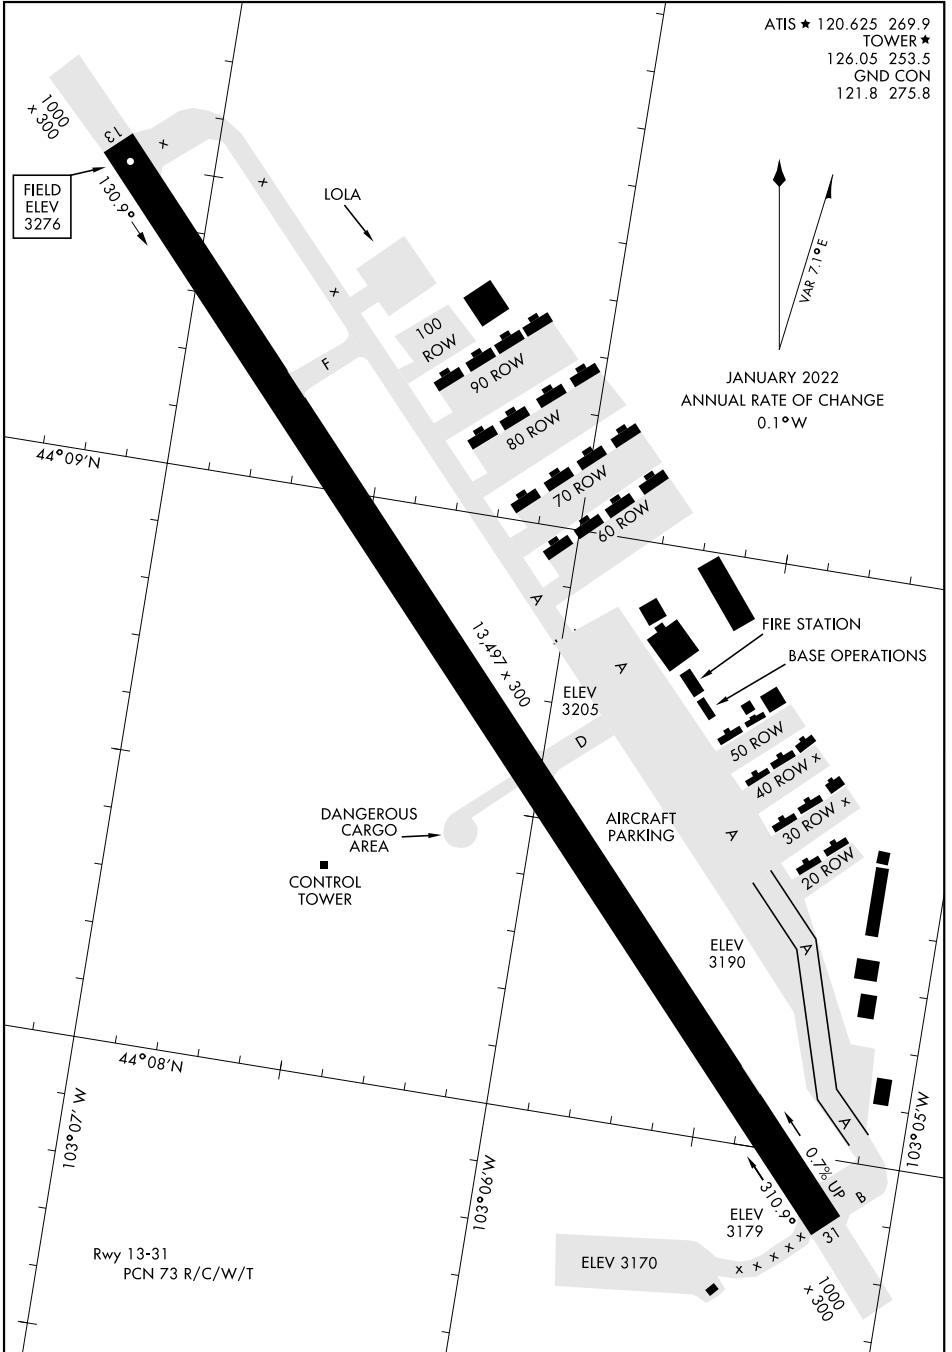 ATIS ★ 120.625 269.9
TOWER ★
126.05 253.5
GND CON
121.8 275.8
1000
x 300
13
FIELD
ELEV
3276
130.9°
LOLA
VAR 7.1°E
JANUARY 2022
ANNUAL RATE OF CHANGE
0.1°W
x
x
x
F
100
ROW
90 ROW
80 ROW
70 ROW
60 ROW
44°09'N
A
13,497 x 300
FIRE STATION
BASE OPERATIONS
A
ELEV
3205
D
50 ROW
40 ROW x
30 ROW x
20 ROW
DANGEROUS
CARGO
AREA
AIRCRAFT
PARKING
A
CONTROL
TOWER
ELEV
3190
A
44°08'N
103°07' W
103°06'W
103°05'W
A
0.7% UP
310.9°
B
ELEV
3179
31
x x x x x
ELEV 3170
1000
x 300
Rwy 13-31
PCN 73 R/C/W/T